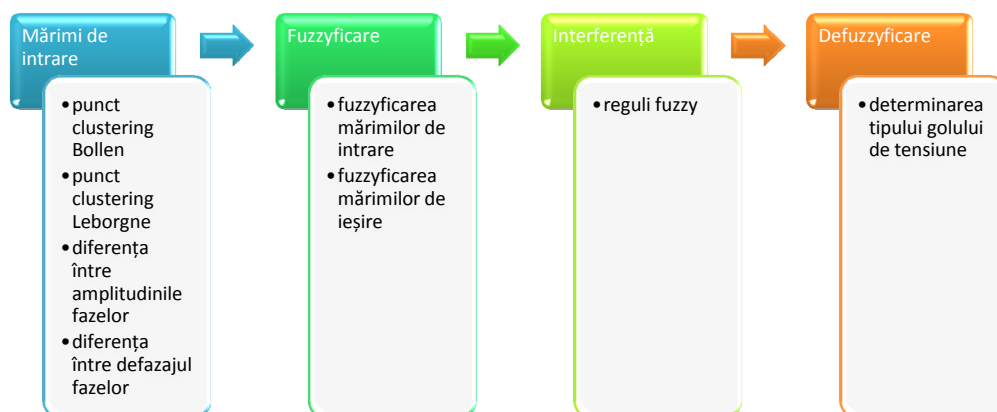 Mărimi de
intrare
• punct
clustering
Bollen
• punct
clustering
Leborgne
• diferența
între
amplitudinile
fazelor
• diferența
între defazajul
fazelor
Fuzzyficare
• fuzzyficarea
mărimilor de
intrare
• fuzzyficarea
mărimilor de
ieșire
Interferență
• reguli fuzzy
Defuzzyficare
• determinarea
tipului golului
de tensiune